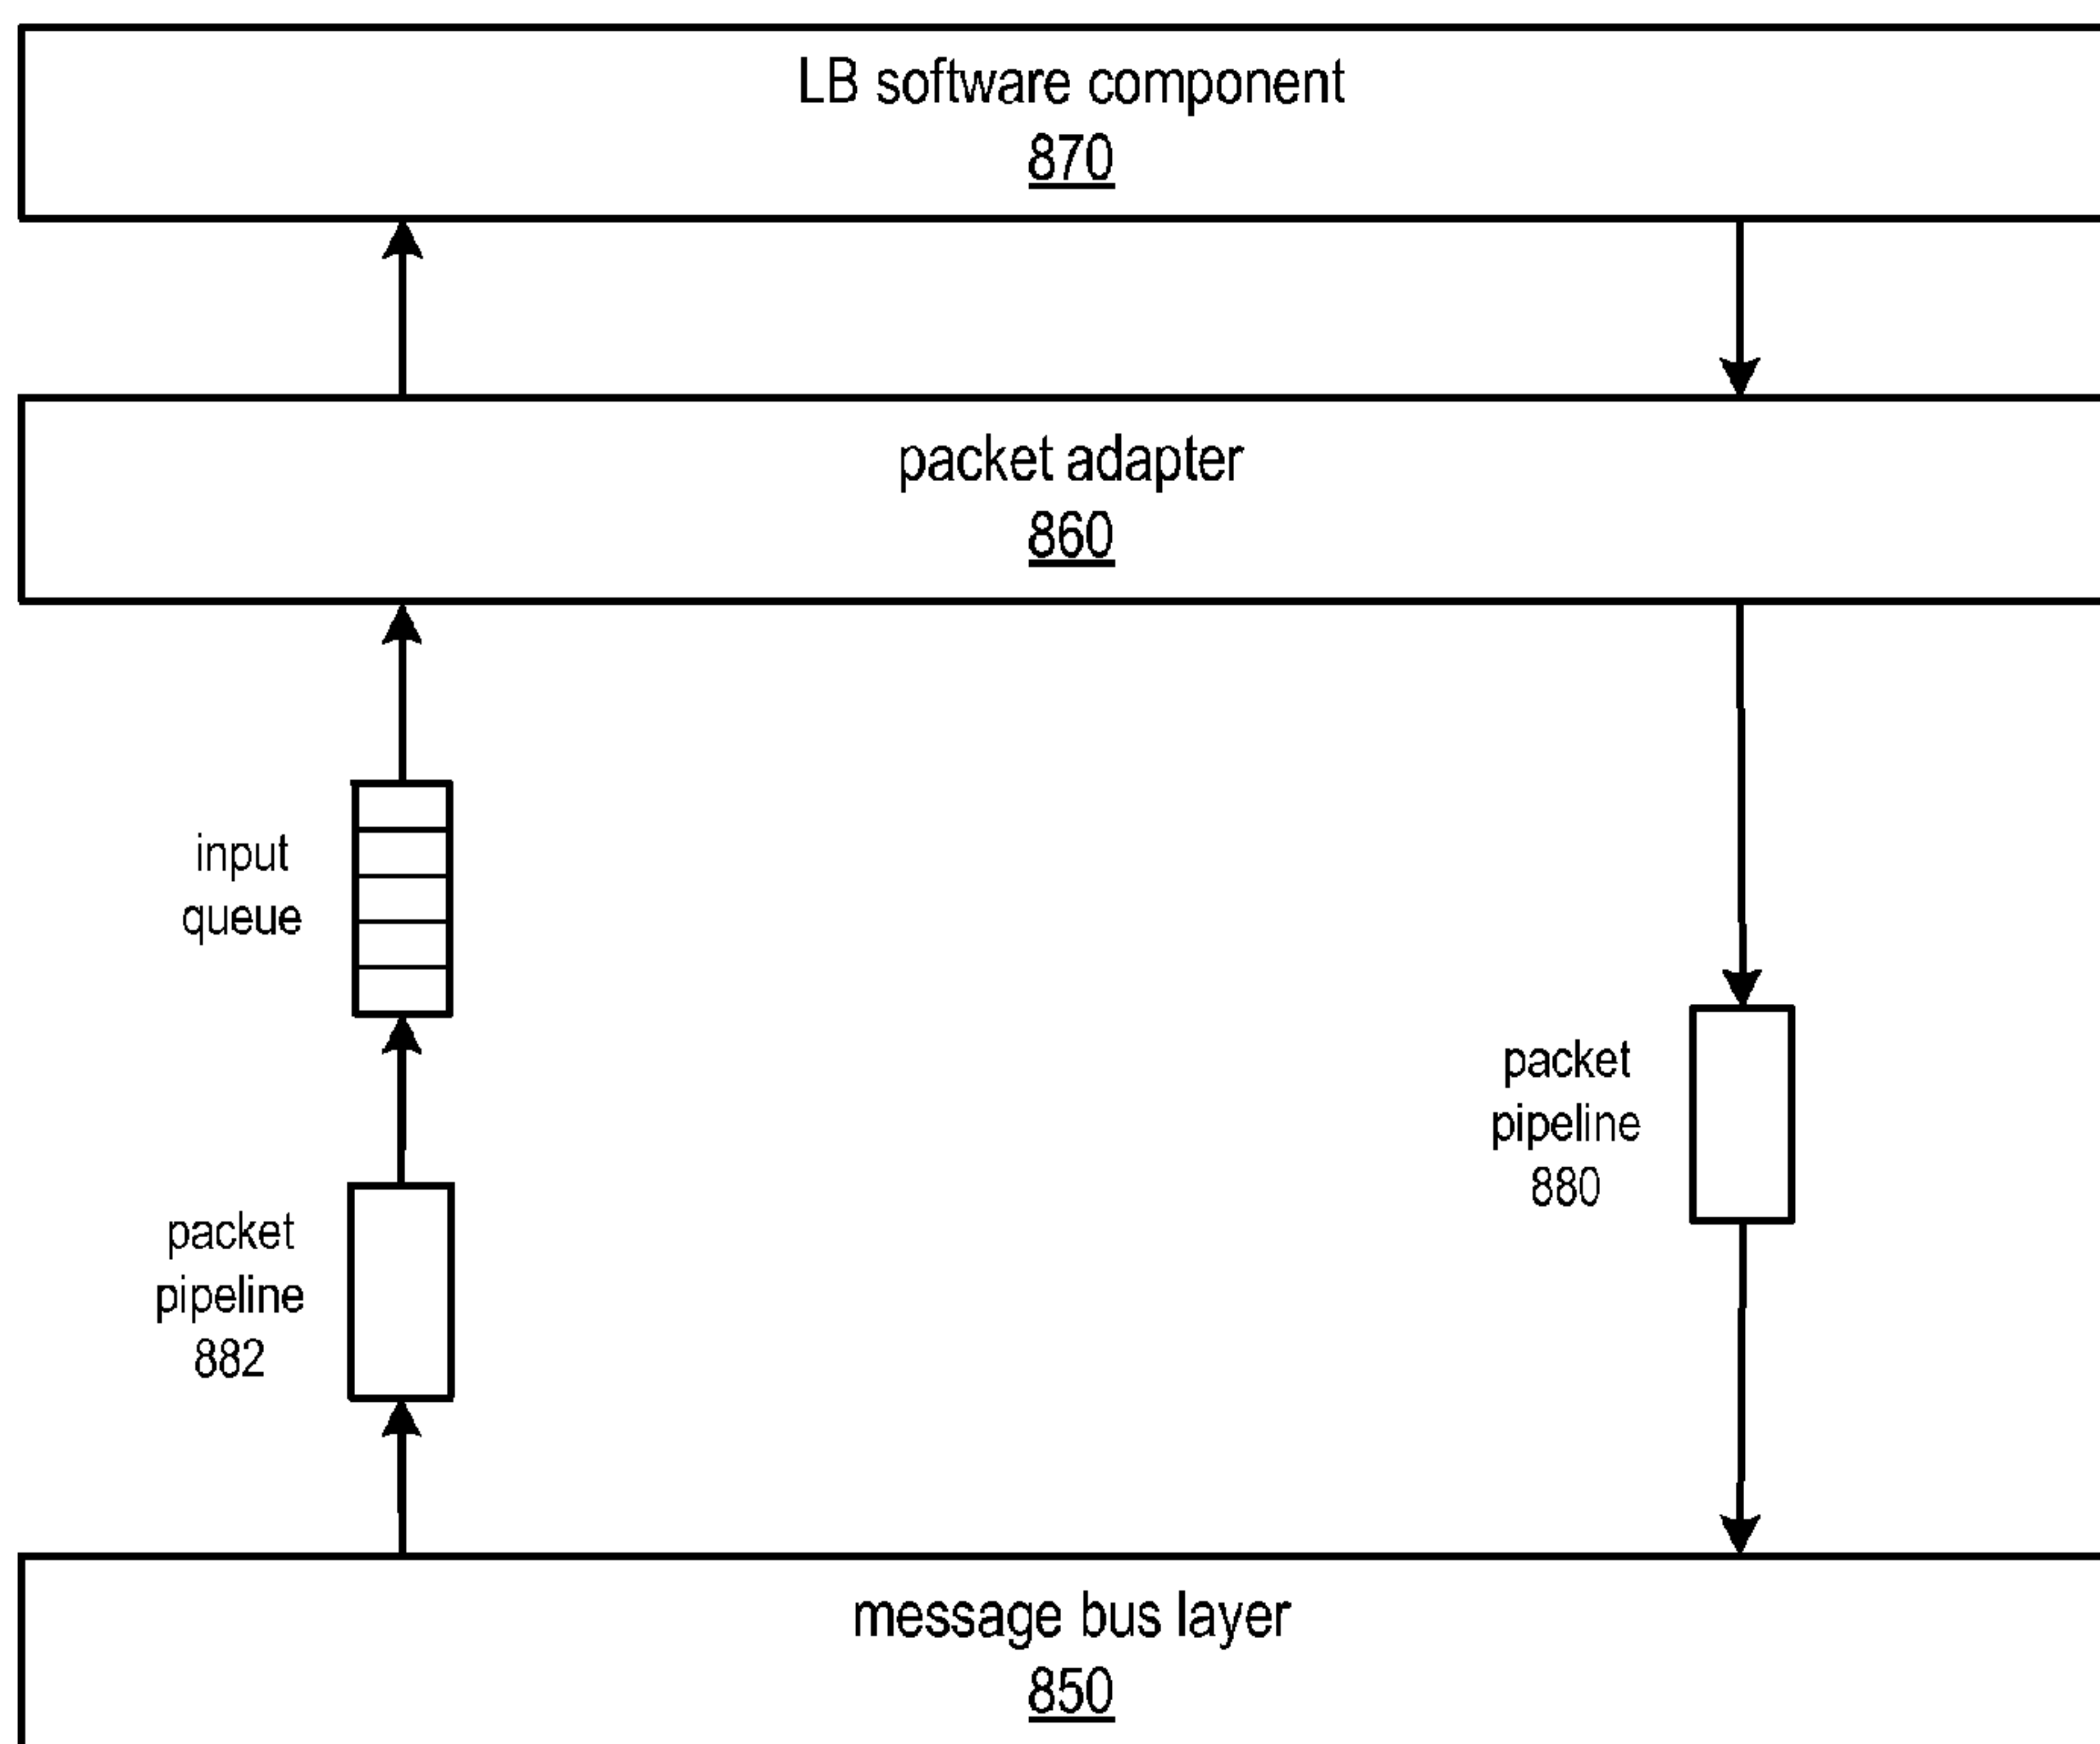 LB software component
870
packet adapter
860
input
queue
packet
pipeline
880
packet
pipeline
882
message bus layer
850